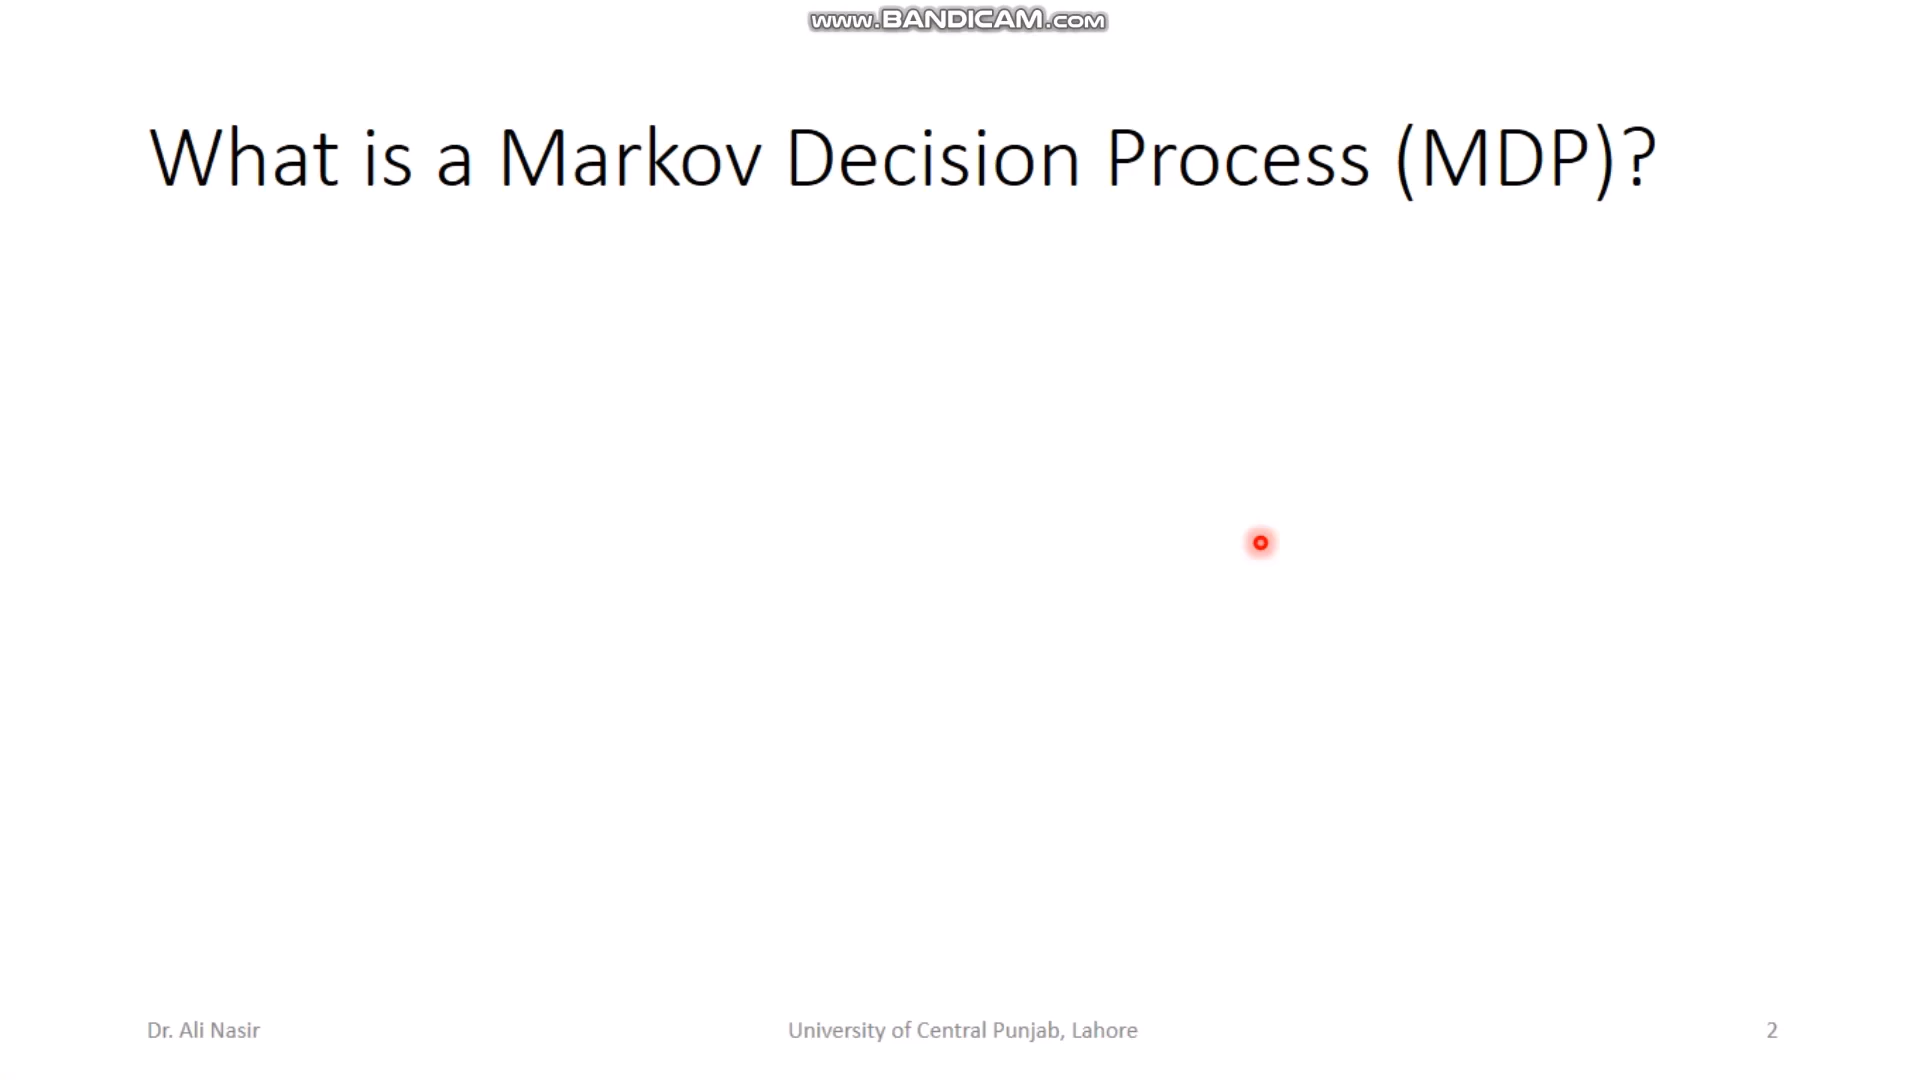 www.BANDICAM.com
What is a Markov Decision Process (MDP)?
Dr. Ali Nasir
University of Central Punjab, Lahore
2